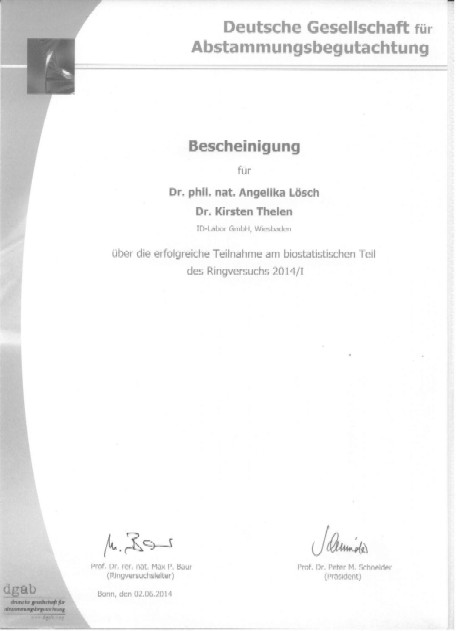 Deutsche Gesellschaft für
Abstammungsbegutachtung
Bescheinigung
für
Dr. phil. nat. Angelika Lösch
Dr. Kirsten Thelen
ID-Labor GmbH, Wiesbaden
über die erfolgreiche Teilnahme am biostatistischen Teil
des Ringversuchs 2014/I
Prof. Dr. rer. nat. Max P. Baur
(Ringversuchsleiter)
Prof. Dr. Peter M. Schneider
(Präsident)
Bonn, den 02.06.2014
dgab
deutsche gesellschaft für
abstammungsbegutachtung